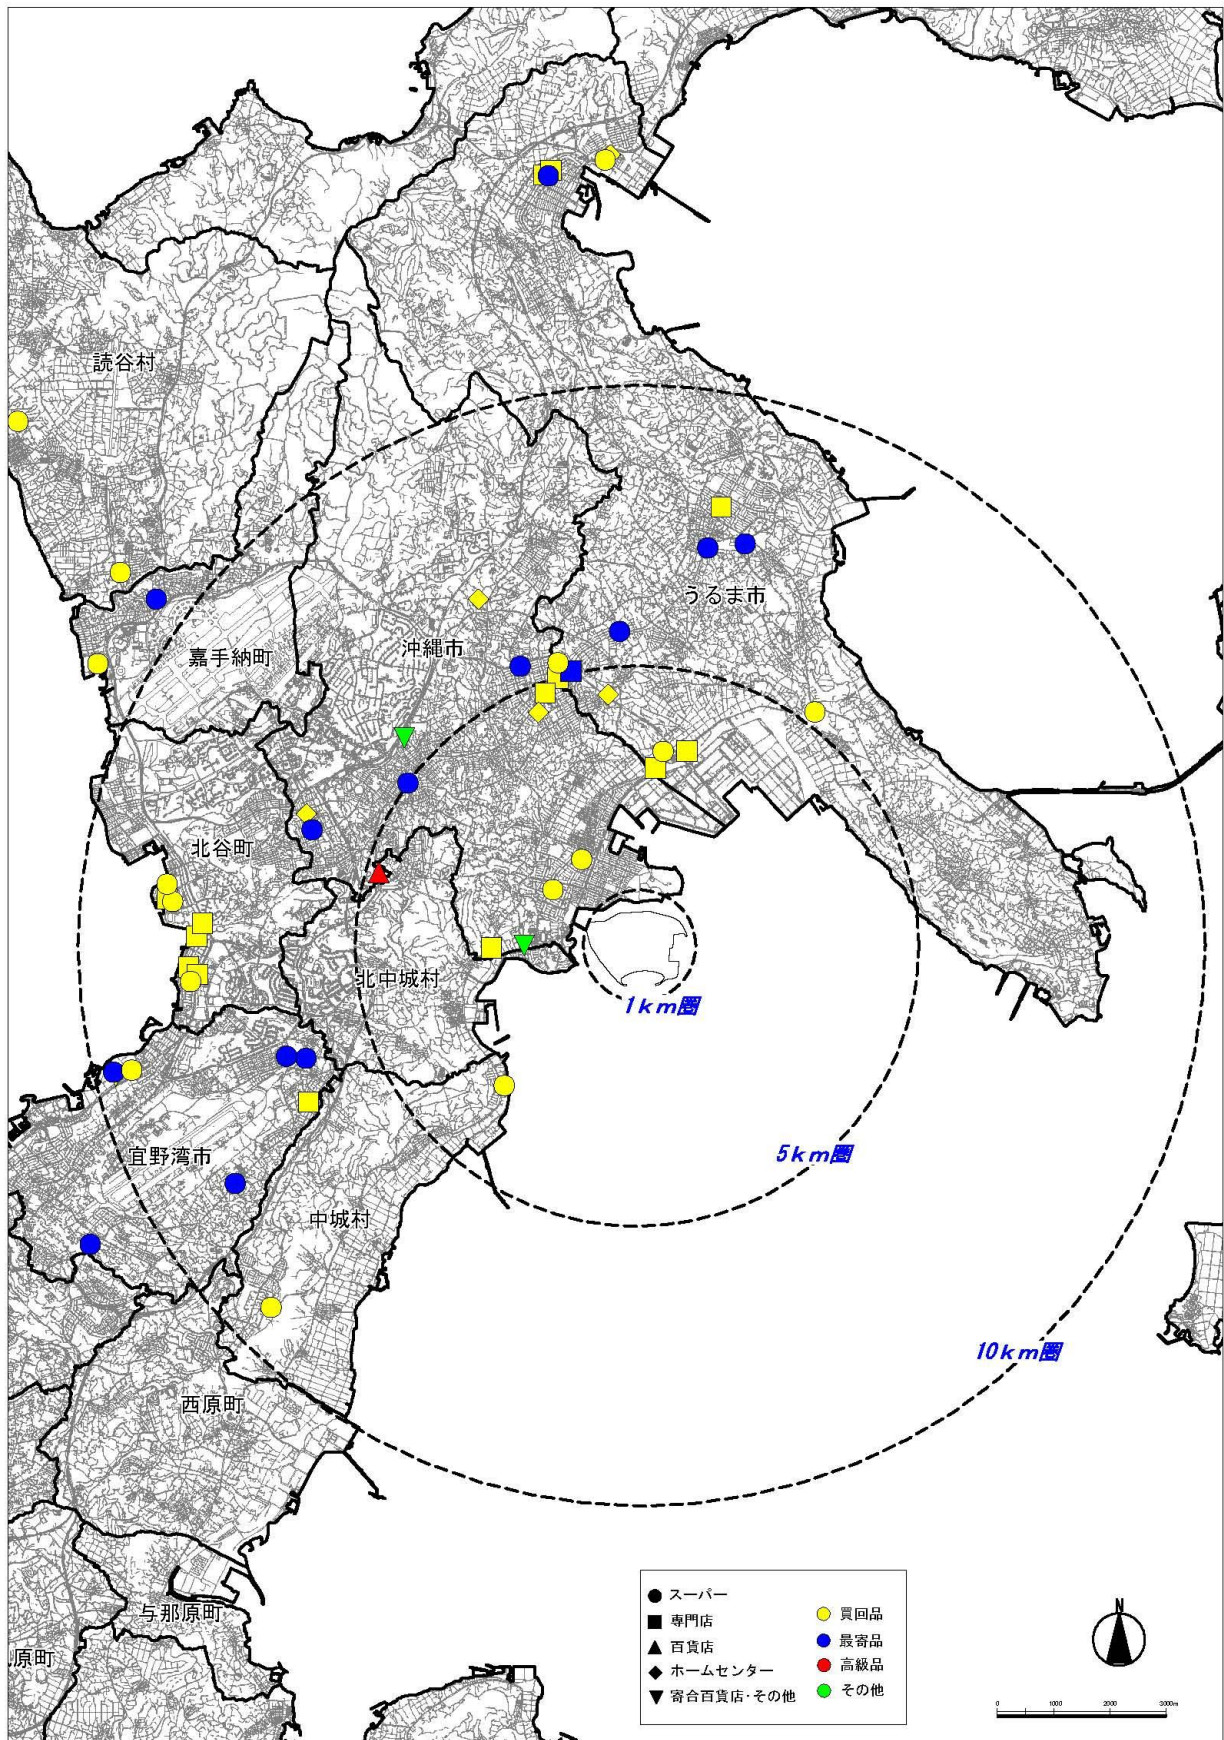 読谷村
うるま市
沖縄市
嘉手納町
北谷町
北中城村
1km圏
宜野湾市
5km圏
中城村
10km圏
西原町
与那原町
原町
スーパー
専門店
百貨店
ホームセンター
寄合百貨店・その他
買回品
最寄品
高級品
その他
N
0 1000 2000 3000m